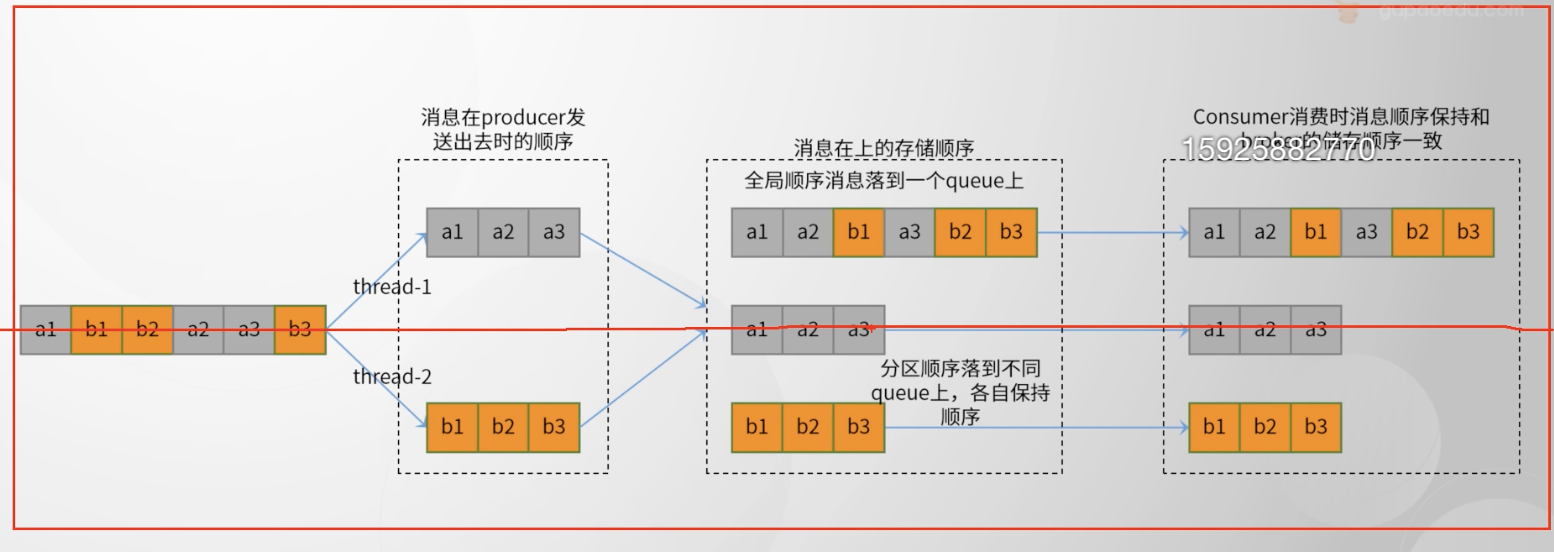 gupaoedu.com
消息在producer发
送出去时的顺序
消息在上的存储顺序
全局顺序消息落到一个queue上
Consumer消费时消息顺序保持和
broker的储存顺序一致
15925882770
a1 a2 a3
a1 a2 b1 a3 b2 b3
a1 a2 b1 a3 b2 b3
thread-1
a1 b1 b2 a2 a3 b3
a1 a2 a3
a1 a2 a3
thread-2
分区顺序落到不同
queue上，各自保持
顺序
b1 b2 b3
b1 b2 b3
b1 b2 b3